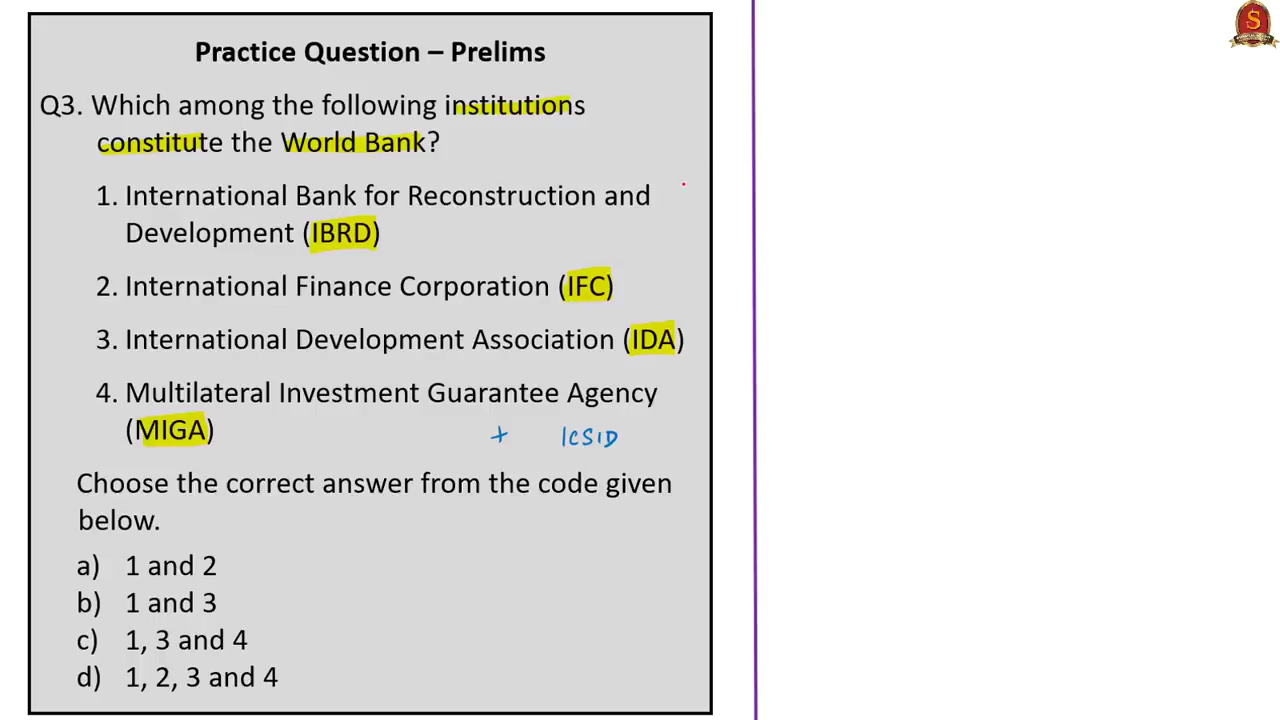 Practice Question – Prelims
Q3. Which among the following institutions
constitute the World Bank?
1. International Bank for Reconstruction and
Development (IBRD)
2. International Finance Corporation (IFC)
3. International Development Association (IDA)
4. Multilateral Investment Guarantee Agency
(MIGA)
+ ICSID
Choose the correct answer from the code given
below.
a) 1 and 2
b) 1 and 3
c) 1, 3 and 4
d) 1, 2, 3 and 4
S